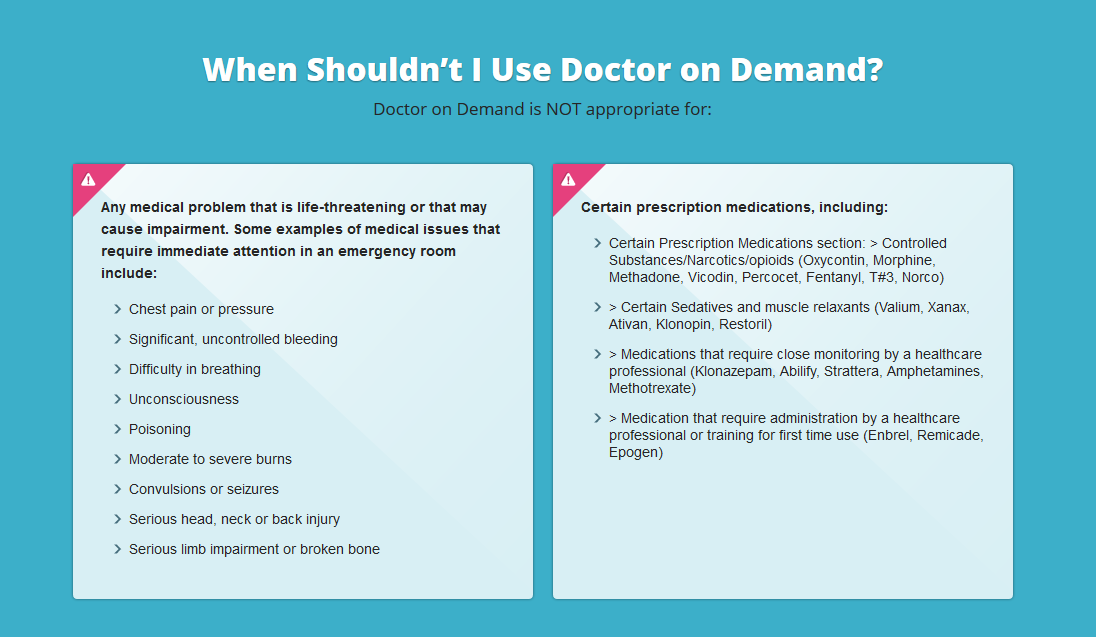 When Shouldn’t I Use Doctor on Demand?
Doctor on Demand is NOT appropriate for:
Any medical problem that is life-threatening or that may
cause impairment. Some examples of medical issues that
require immediate attention in an emergency room
include:
Chest pain or pressure
Significant, uncontrolled bleeding
Difficulty in breathing
Unconsciousness
Poisoning
Moderate to severe burns
Convulsions or seizures
Serious head, neck or back injury
Serious limb impairment or broken bone
Certain prescription medications, including:
Certain Prescription Medications section: > Controlled
Substances/Narcotics/opioids (Oxycontin, Morphine,
Methadone, Vicodin, Percocet, Fentanyl, T#3, Norco)
> Certain Sedatives and muscle relaxants (Valium, Xanax,
Ativan, Klonopin, Restoril)
> Medications that require close monitoring by a healthcare
professional (Klonazepam, Abilify, Strattera, Amphetamines,
Methotrexate)
> Medication that require administration by a healthcare
professional or training for first time use (Enbrel, Remicade,
Epogen)